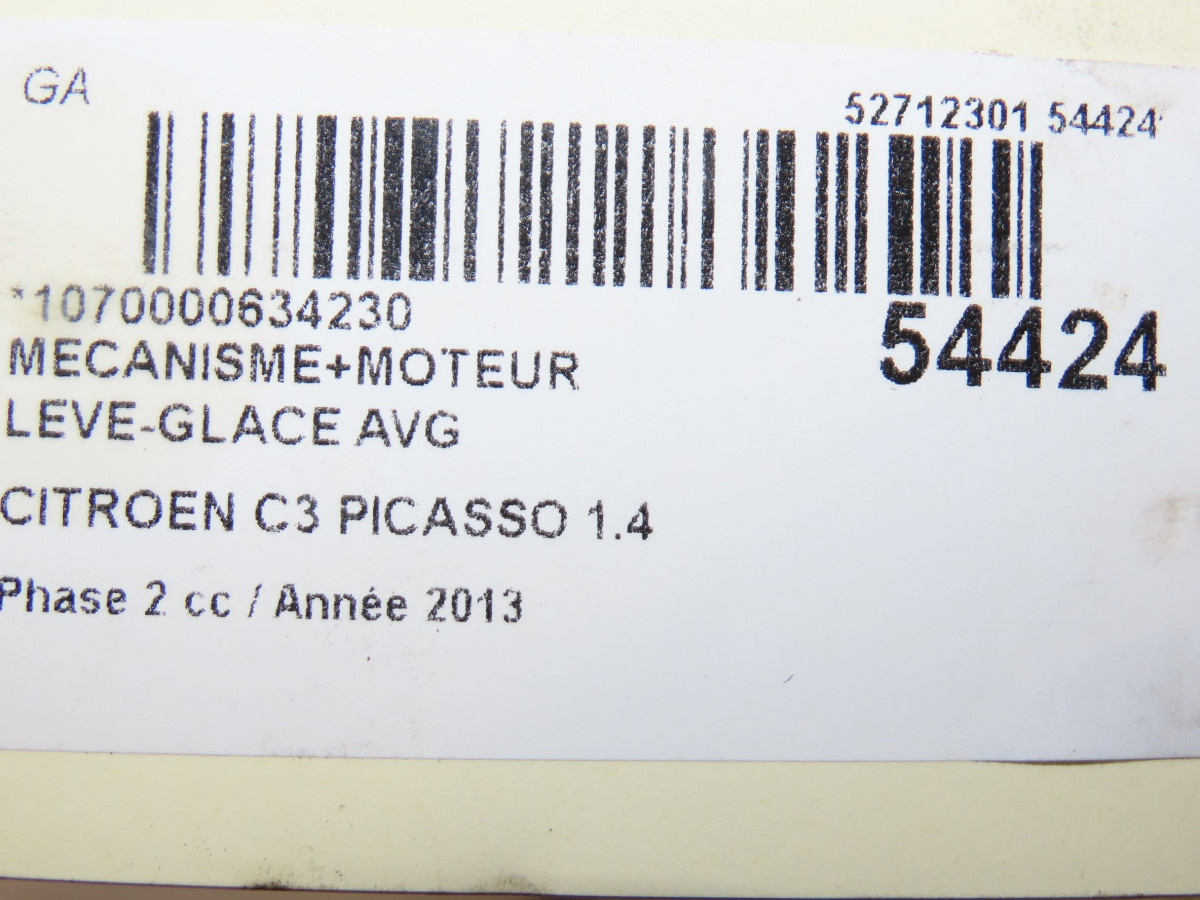 GA
52712301 54424
*1070000634230
54424
MECANISME+MOTEUR
LEVE-GLACE AVG
CITROEN C3 PICASSO 1.4
Phase 2 cc / Année 2013